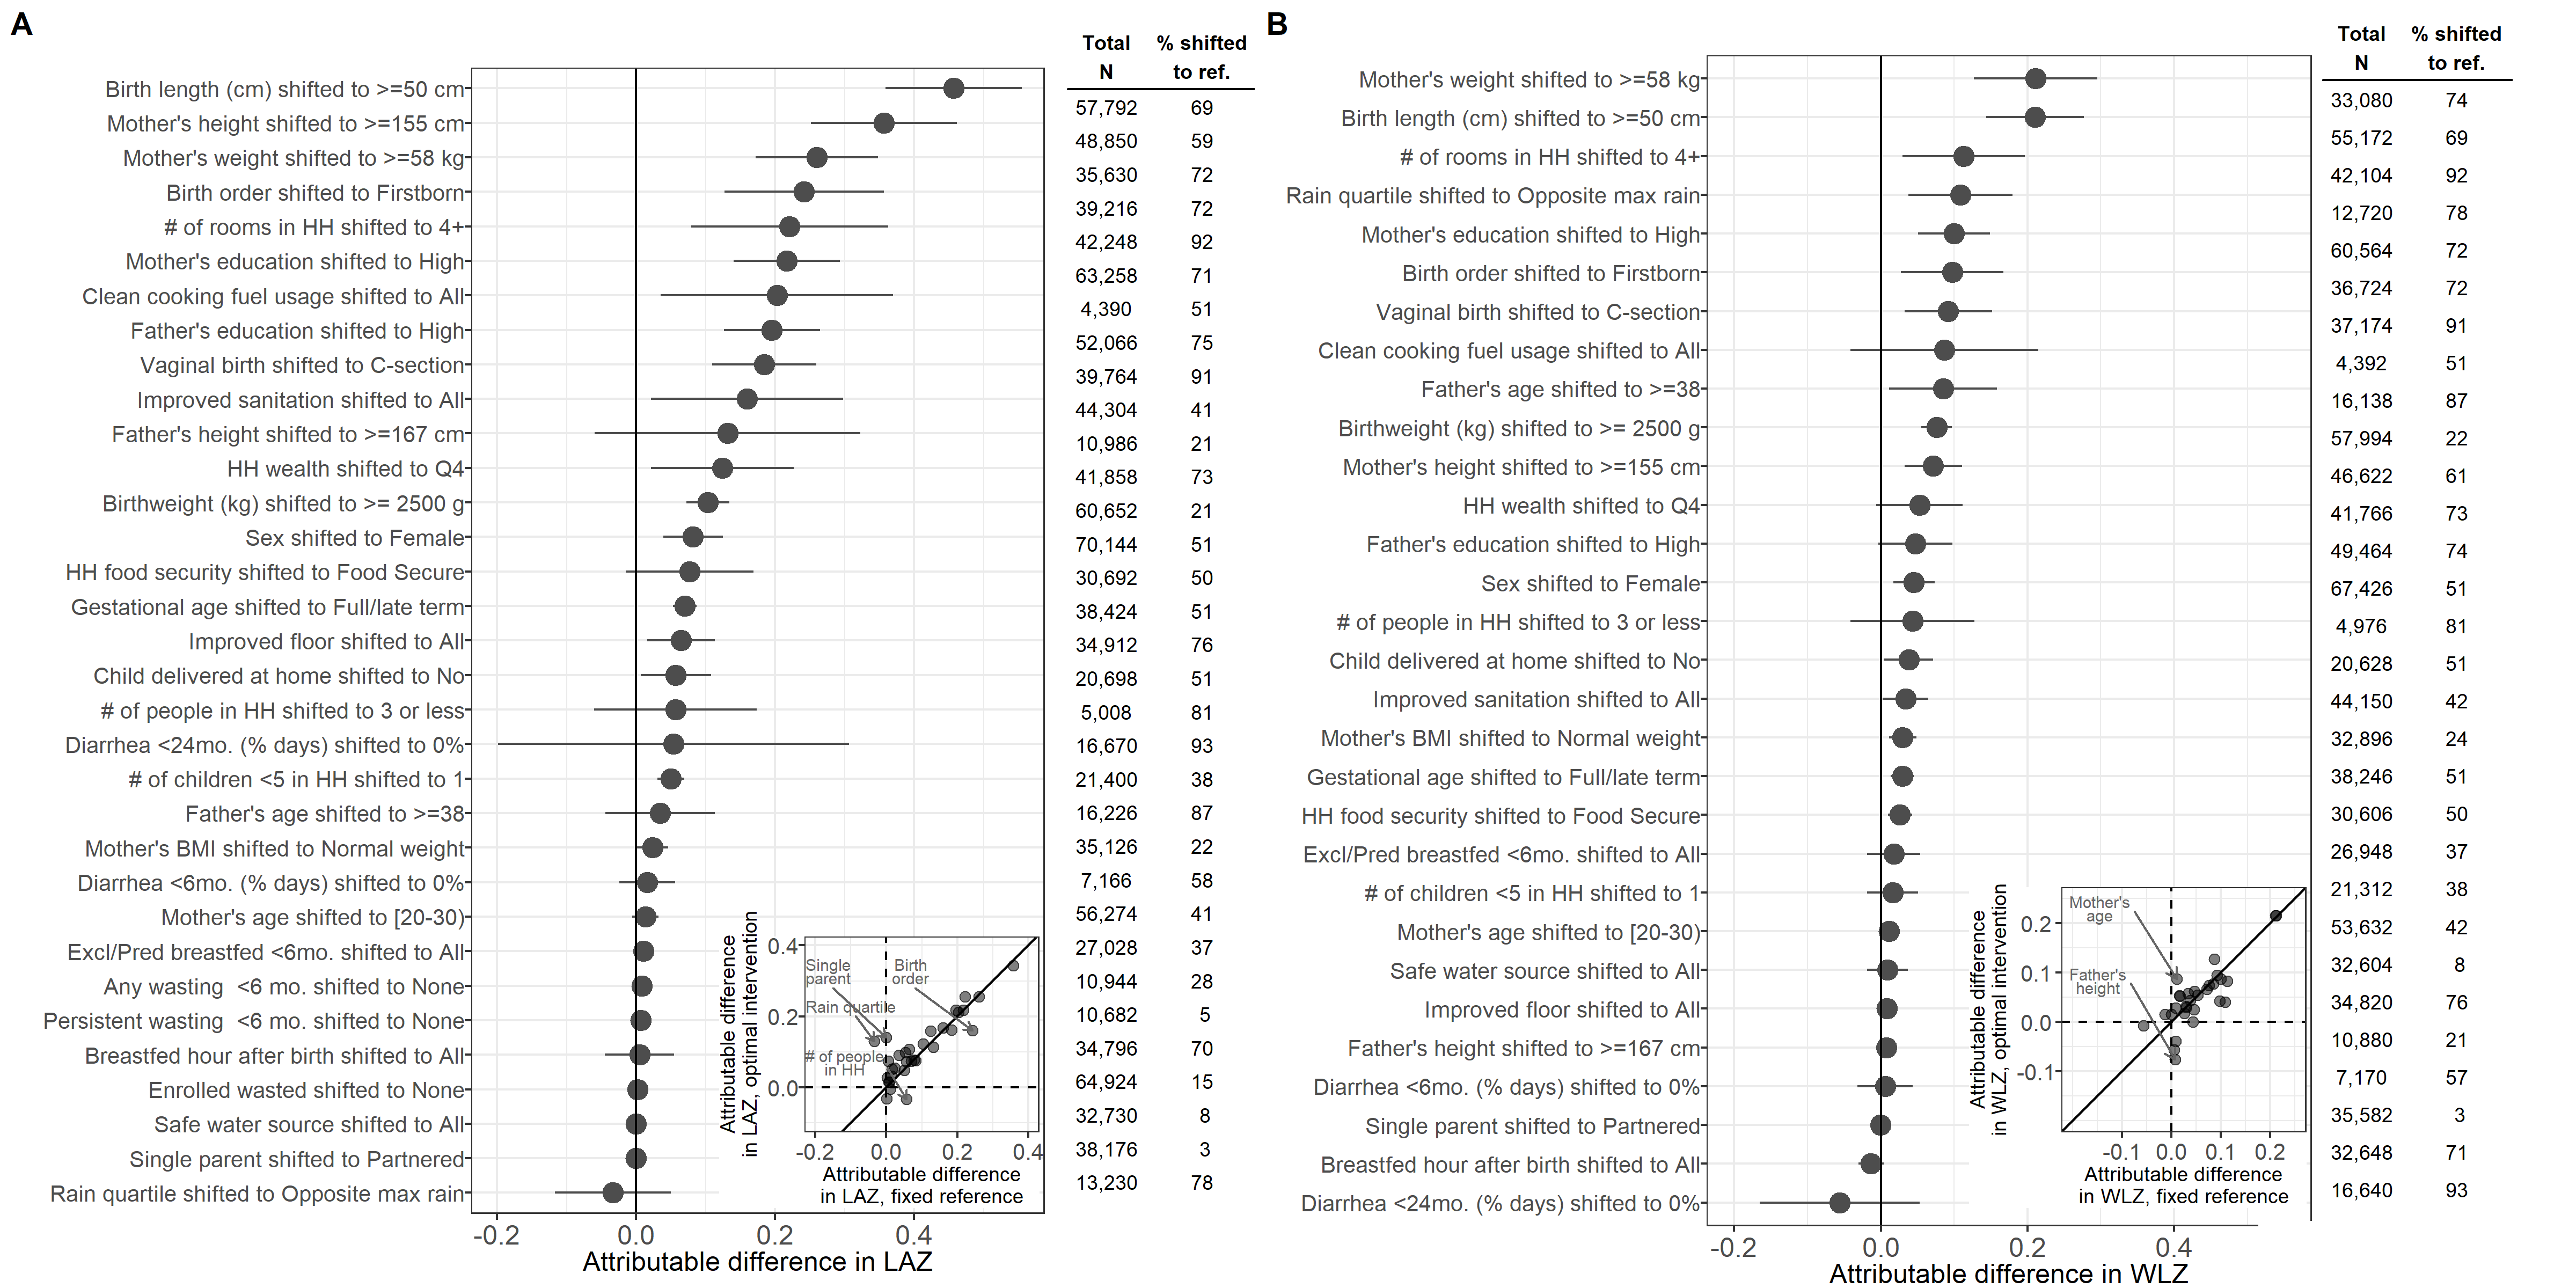 A
Total % shifted
N to ref.
Birth length (cm) shifted to >=50 cm 57,792 69
Mother's height shifted to >=155 cm 48,850 59
Mother's weight shifted to >=58 kg 35,630 72
Birth order shifted to Firstborn 39,216 72
# of rooms in HH shifted to 4+ 42,248 92
Mother's education shifted to High 63,258 71
Clean cooking fuel usage shifted to All 4,390 51
Father's education shifted to High 52,066 75
Vaginal birth shifted to C-section 39,764 91
Improved sanitation shifted to All 44,304 41
Father's height shifted to >=167 cm 10,986 21
HH wealth shifted to Q4 41,858 73
Birthweight (kg) shifted to >= 2500 g 60,652 21
Sex shifted to Female 70,144 51
HH food security shifted to Food Secure 30,692 50
Gestational age shifted to Full/late term 38,424 51
Improved floor shifted to All 34,912 76
Child delivered at home shifted to No 20,698 51
# of people in HH shifted to 3 or less 5,008 81
Diarrhea <24mo. (% days) shifted to 0% 16,670 93
# of children <5 in HH shifted to 1 21,400 38
Father's age shifted to >=38 16,226 87
Mother's BMI shifted to Normal weight 35,126 22
Diarrhea <6mo. (% days) shifted to 0% 7,166 58
Mother's age shifted to [20-30) 56,274 41
Excl/Pred breastfed <6mo. shifted to All 27,028 37
Any wasting <6 mo. shifted to None 10,944 28
Persistent wasting <6 mo. shifted to None 10,682 5
Breastfed hour after birth shifted to All 34,796 70
Enrolled wasted shifted to None 64,924 15
Safe water source shifted to All 32,730 8
Single parent shifted to Partnered 38,176 3
Rain quartile shifted to Opposite max rain 13,230 78
-0.2 0.0 0.2 0.4
Attributable difference in LAZ
Attributable difference
in LAZ, optimal intervention
0.4
0.2
0.0
Single
parent
Birth
order
Rain quartile
# of people
in HH
-0.2 0.0 0.2 0.4
Attributable difference
in LAZ, fixed reference
B
Total % shifted
N to ref.
Mother's weight shifted to >=58 kg 33,080 74
Birth length (cm) shifted to >=50 cm 55,172 69
# of rooms in HH shifted to 4+ 42,104 92
Rain quartile shifted to Opposite max rain 12,720 78
Mother's education shifted to High 60,564 72
Birth order shifted to Firstborn 36,724 72
Vaginal birth shifted to C-section 37,174 91
Clean cooking fuel usage shifted to All 4,392 51
Father's age shifted to >=38 16,138 87
Birthweight (kg) shifted to >= 2500 g 57,994 22
Mother's height shifted to >=155 cm 46,622 61
HH wealth shifted to Q4 41,766 73
Father's education shifted to High 49,464 74
Sex shifted to Female 67,426 51
# of people in HH shifted to 3 or less 4,976 81
Child delivered at home shifted to No 20,628 51
Improved sanitation shifted to All 44,150 42
Mother's BMI shifted to Normal weight 32,896 24
Gestational age shifted to Full/late term 38,246 51
HH food security shifted to Food Secure 30,606 50
Excl/Pred breastfed <6mo. shifted to All 26,948 37
# of children <5 in HH shifted to 1 21,312 38
Mother's age shifted to [20-30) 53,632 42
Safe water source shifted to All 32,604 8
Improved floor shifted to All 34,820 76
Father's height shifted to >=167 cm 10,880 21
Diarrhea <6mo. (% days) shifted to 0% 7,170 57
Single parent shifted to Partnered 35,582 3
Breastfed hour after birth shifted to All 32,648 71
Diarrhea <24mo. (% days) shifted to 0% 16,640 93
-0.2 0.0 0.2 0.4
Attributable difference in WLZ
Attributable difference
in WLZ, optimal intervention
0.2
0.1
0.0
-0.1
Mother's
age
Father's
height
-0.1 0.0 0.1 0.2
Attributable difference
in WLZ, fixed reference